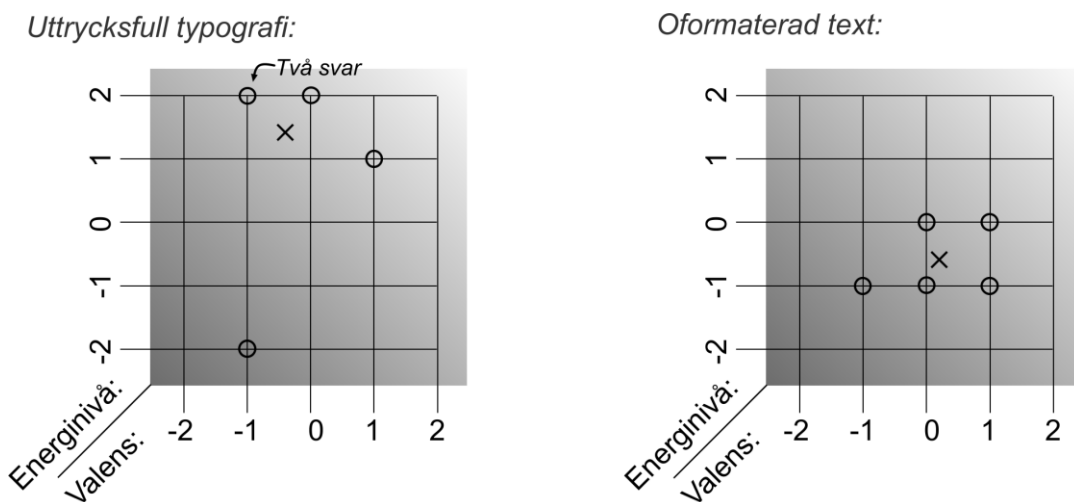 Uttrycksfull typografi:
Två svar
2
1
0
-1
-2
Energinivå:
Valens:
-2 -1 0 1 2
Oformaterad text:
2
1
0
-1
-2
Energinivå:
Valens:
-2 -1 0 1 2